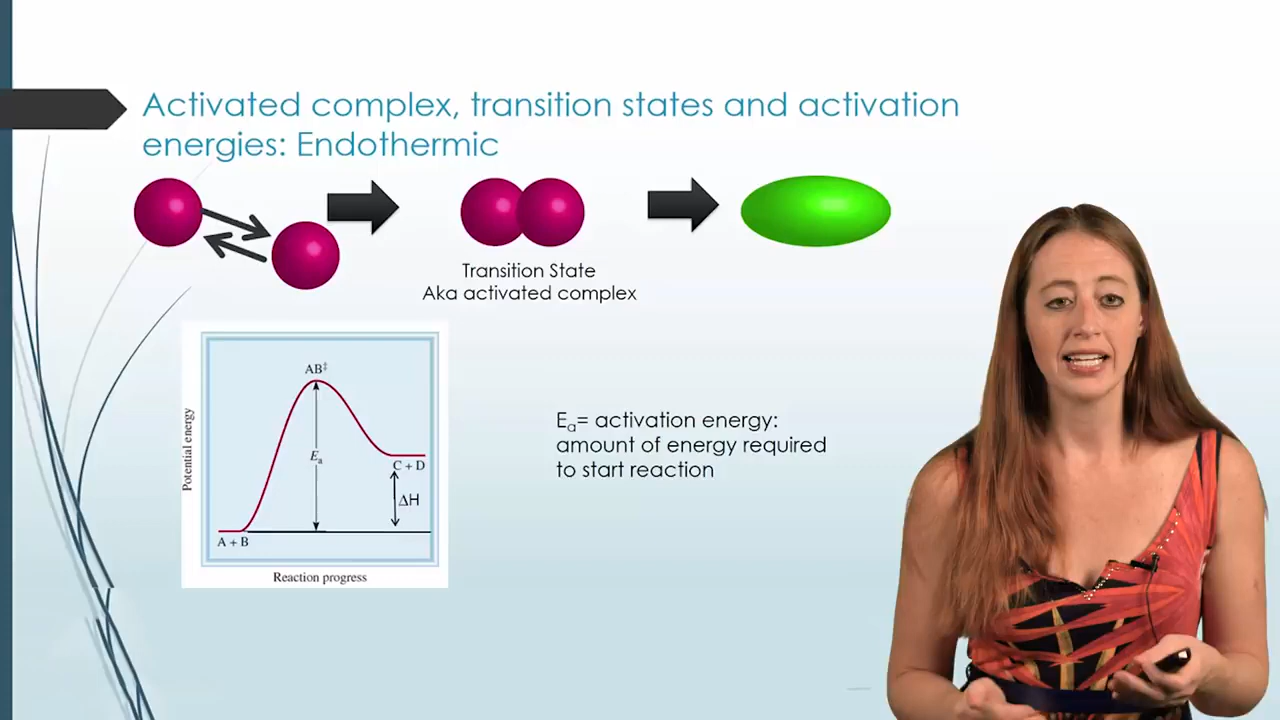 Activated complex, transition states and activation
energies: Endothermic
Transition State
Aka activated complex
AB‡
Potential energy
Eₐ
C + D
ΔH
A + B
Reaction progress
Eₐ= activation energy:
amount of energy required
to start reaction